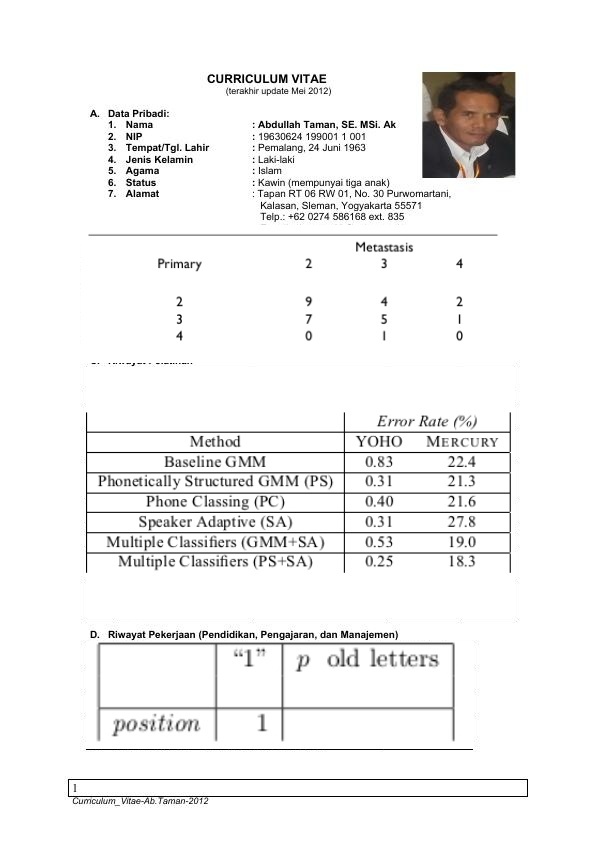 CURRICULUM VITAE
(terakhir update Mei 2012)
A. Data Pribadi:
1. Nama : Abdullah Taman, SE. MSi. Ak
2. NIP : 19630624 199001 1 001
3. Tempat/Tgl. Lahir : Pemalang, 24 Juni 1963
4. Jenis Kelamin : Laki-laki
5. Agama : Islam
6. Status : Kawin (mempunyai tiga anak)
7. Alamat : Tapan RT 06 RW 01, No. 30 Purwomartani,
Kalasan, Sleman, Yogyakarta 55571
Telp.: +62 0274 586168 ext. 835
Metastasis
Primary 2 3 4
2 9 4 2
3 7 5 1
4 0 1 0
Error Rate (%)
Method YOHO MERCURY
Baseline GMM 0.83 22.4
Phonetically Structured GMM (PS) 0.31 21.3
Phone Classing (PC) 0.40 21.6
Speaker Adaptive (SA) 0.31 27.8
Multiple Classifiers (GMM+SA) 0.53 19.0
Multiple Classifiers (PS+SA) 0.25 18.3
D. Riwayat Pekerjaan (Pendidikan, Pengajaran, dan Manajemen)
“1” p old letters
position 1
1
Curriculum_Vitae-Ab.Taman-2012